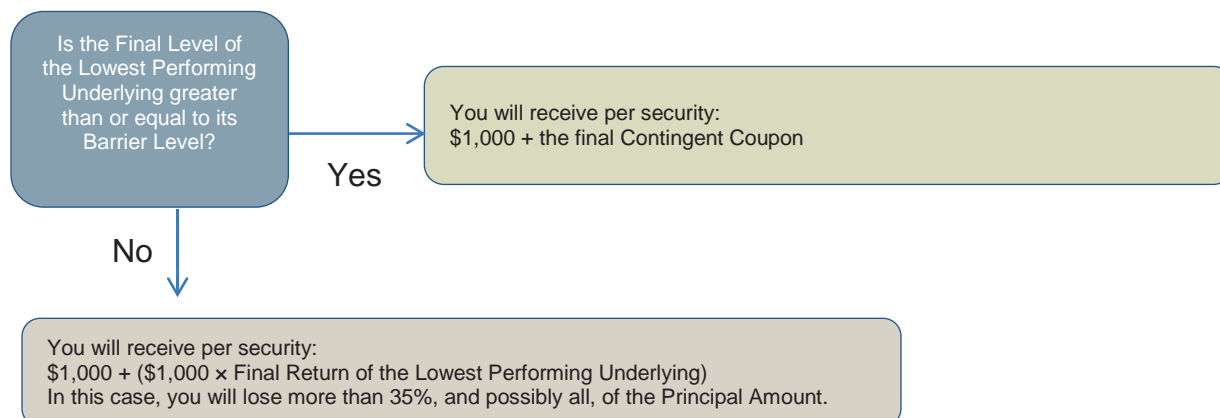 Is the Final Level of
the Lowest Performing
Underlying greater
than or equal to its
Barrier Level?
You will receive per security:
$1,000 + the final Contingent Coupon
Yes
No
You will receive per security:
$1,000 + ($1,000 × Final Return of the Lowest Performing Underlying)
In this case, you will lose more than 35%, and possibly all, of the Principal Amount.